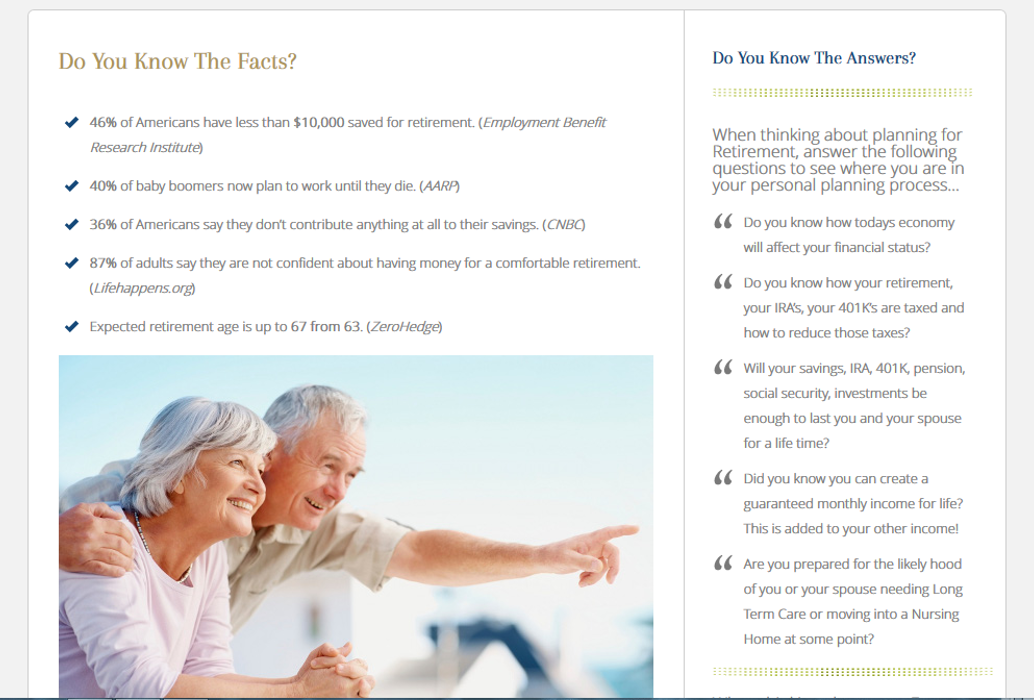 Do You Know The Facts?
46% of Americans have less than $10,000 saved for retirement. (Employment Benefit
Research Institute)
40% of baby boomers now plan to work until they die. (AARP)
36% of Americans say they don't contribute anything at all to their savings. (CNBC)
87% of adults say they are not confident about having money for a comfortable retirement.
(Lifehappens.org)
Expected retirement age is up to 67 from 63. (ZeroHedge)
Do You Know The Answers?
When thinking about planning for
Retirement, answer the following
questions to see where you are in
your personal planning process...
Do you know how todays economy
will affect your financial status?
Do you know how your retirement,
your IRA's, your 401K's are taxed and
how to reduce those taxes?
Will your savings, IRA, 401K, pension,
social security, investments be
enough to last you and your spouse
for a life time?
Did you know you can create a
guaranteed monthly income for life?
This is added to your other income!
Are you prepared for the likely hood
of you or your spouse needing Long
Term Care or moving into a Nursing
Home at some point?